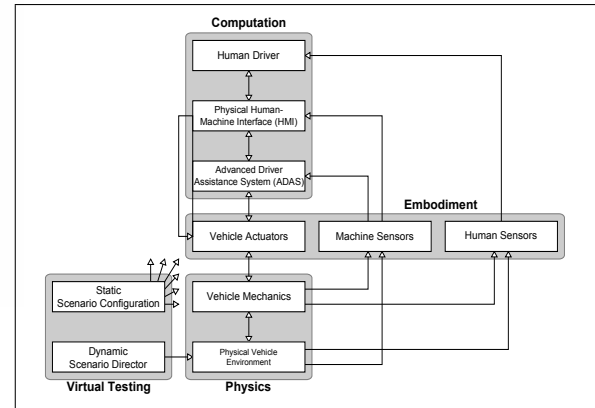 Computation
Human Driver
Physical Human-
Machine Interface (HMI)
Advanced Driver
Assistance System (ADAS)
Embodiment
Vehicle Actuators
Machine Sensors
Human Sensors
Static
Scenario Configuration
Vehicle Mechanics
Dynamic
Scenario Director
Physical Vehicle
Environment
Virtual Testing
Physics